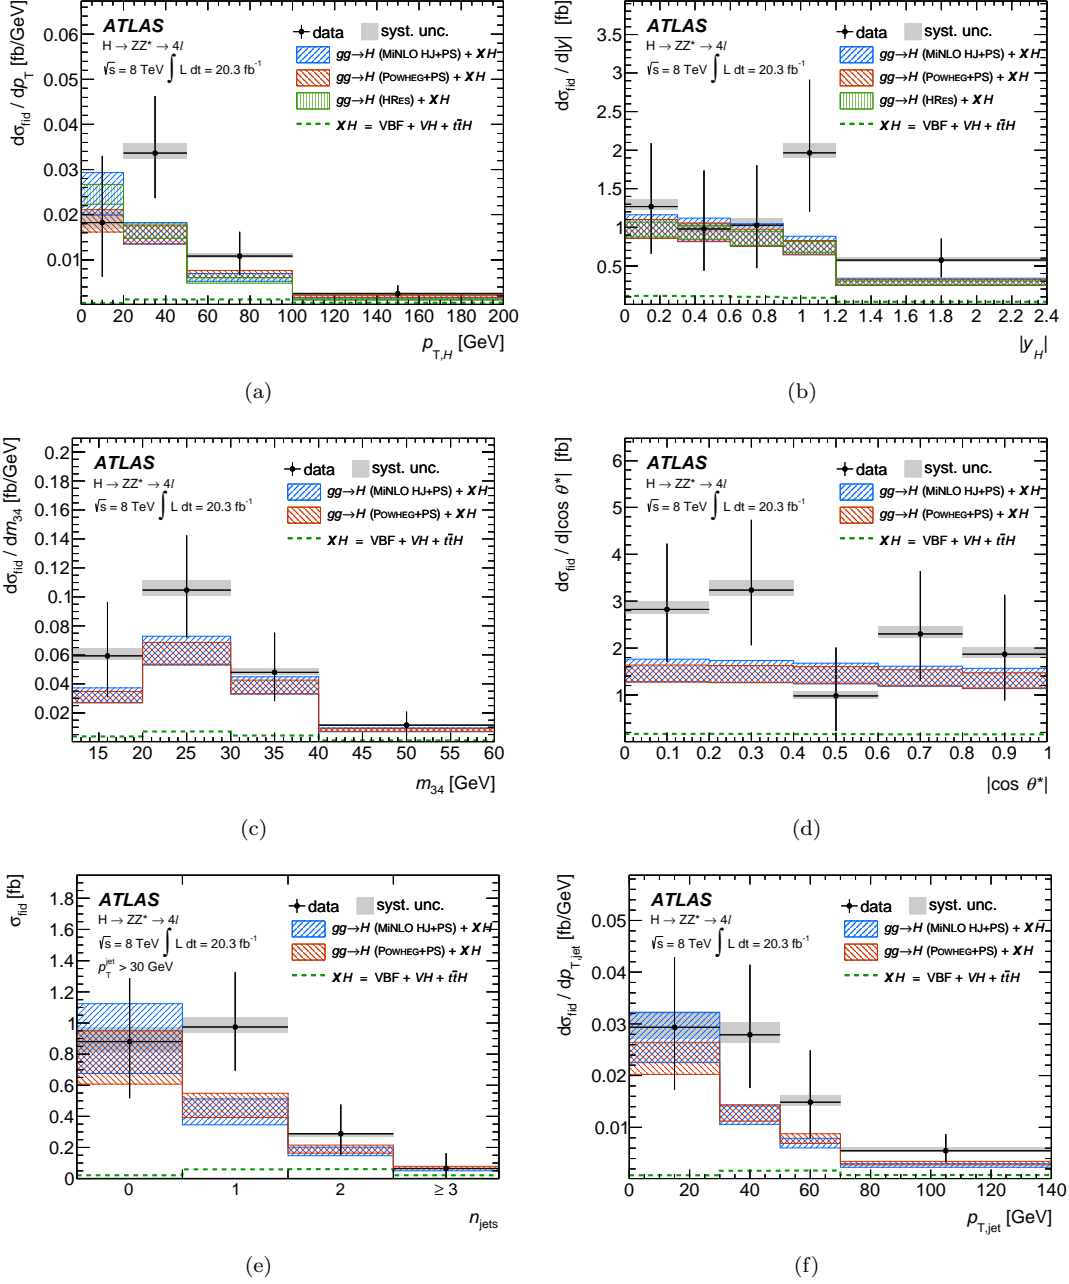 ATLAS
H → ZZ* → 4l
√s = 8 TeV ∫ L dt = 20.3 fb⁻¹
data syst. unc.
gg→H (MiNLO HJ+PS) + XH
gg→H (POWHEG+PS) + XH
gg→H (HRES) + XH
XH = VBF + VH + tt̄H
dσ_fid / dp_T [fb/GeV]
0.06
0.05
0.04
0.03
0.02
0.01
0 20 40 60 80 100 120 140 160 180 200
p_T,H [GeV]
(a)
ATLAS
H → ZZ* → 4l
√s = 8 TeV ∫ L dt = 20.3 fb⁻¹
data syst. unc.
gg→H (MiNLO HJ+PS) + XH
gg→H (POWHEG+PS) + XH
gg→H (HRES) + XH
XH = VBF + VH + tt̄H
dσ_fid / d|y| [fb]
3.5
3
2.5
2
1.5
1
0.5
0 0.2 0.4 0.6 0.8 1 1.2 1.4 1.6 1.8 2 2.2 2.4
|y_H|
(b)
ATLAS
H → ZZ* → 4l
√s = 8 TeV ∫ L dt = 20.3 fb⁻¹
data syst. unc.
gg→H (MiNLO HJ+PS) + XH
gg→H (POWHEG+PS) + XH
XH = VBF + VH + tt̄H
dσ_fid / dm_34 [fb/GeV]
0.2
0.18
0.16
0.14
0.12
0.1
0.08
0.06
0.04
0.02
15 20 25 30 35 40 45 50 55 60
m_34 [GeV]
(c)
ATLAS
H → ZZ* → 4l
√s = 8 TeV ∫ L dt = 20.3 fb⁻¹
data syst. unc.
gg→H (MiNLO HJ+PS) + XH
gg→H (POWHEG+PS) + XH
XH = VBF + VH + tt̄H
dσ_fid / d|cos θ*| [fb]
6
5
4
3
2
1
0 0.1 0.2 0.3 0.4 0.5 0.6 0.7 0.8 0.9 1
|cos θ*|
(d)
ATLAS
H → ZZ* → 4l
√s = 8 TeV ∫ L dt = 20.3 fb⁻¹
p_T^jet > 30 GeV
data syst. unc.
gg→H (MiNLO HJ+PS) + XH
gg→H (POWHEG+PS) + XH
XH = VBF + VH + tt̄H
σ_fid [fb]
1.8
1.6
1.4
1.2
1
0.8
0.6
0.4
0.2
0
0 1 2 ≥ 3
n_jets
(e)
ATLAS
H → ZZ* → 4l
√s = 8 TeV ∫ L dt = 20.3 fb⁻¹
data syst. unc.
gg→H (MiNLO HJ+PS) + XH
gg→H (POWHEG+PS) + XH
XH = VBF + VH + tt̄H
dσ_fid / dp_T,jet [fb/GeV]
0.05
0.04
0.03
0.02
0.01
0 20 40 60 80 100 120 140
p_T,jet [GeV]
(f)